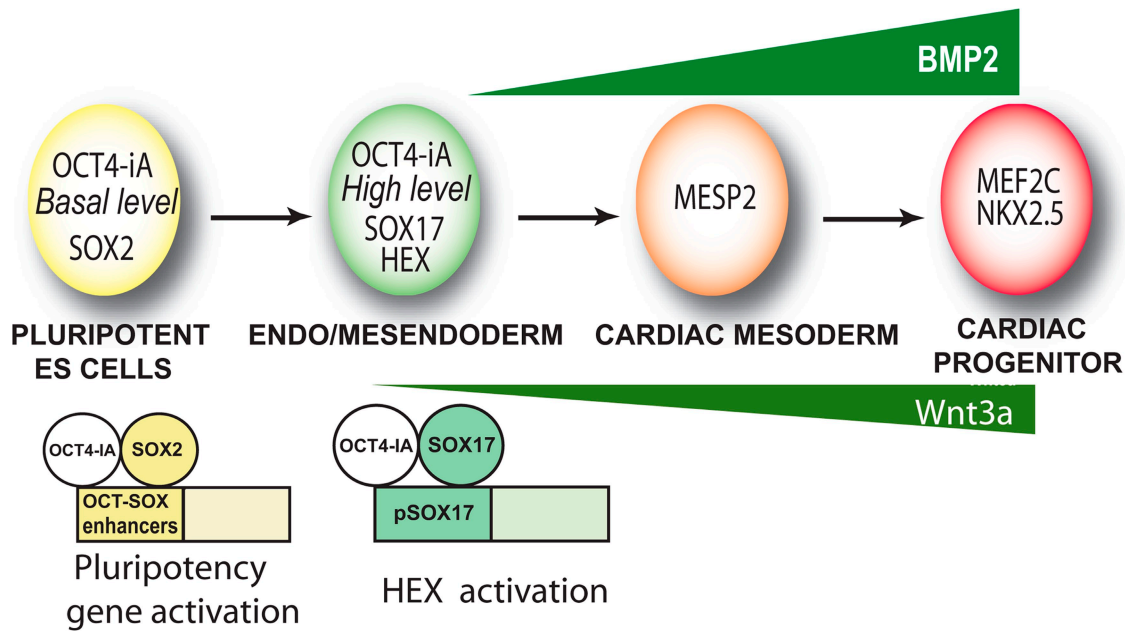 BMP2
OCT4-iA
Basal level
SOX2
OCT4-iA
High level
SOX17
HEX
MESP2
MEF2C
NKX2.5
PLURIPOTENT
ES CELLS
ENDO/MESENDODERM
CARDIAC MESODERM
CARDIAC
PROGENITOR
Wnt3a
OCT4-IA
SOX2
OCT-SOX
enhancers
Pluripotency
gene activation
OCT4-IA
SOX17
pSOX17
HEX activation